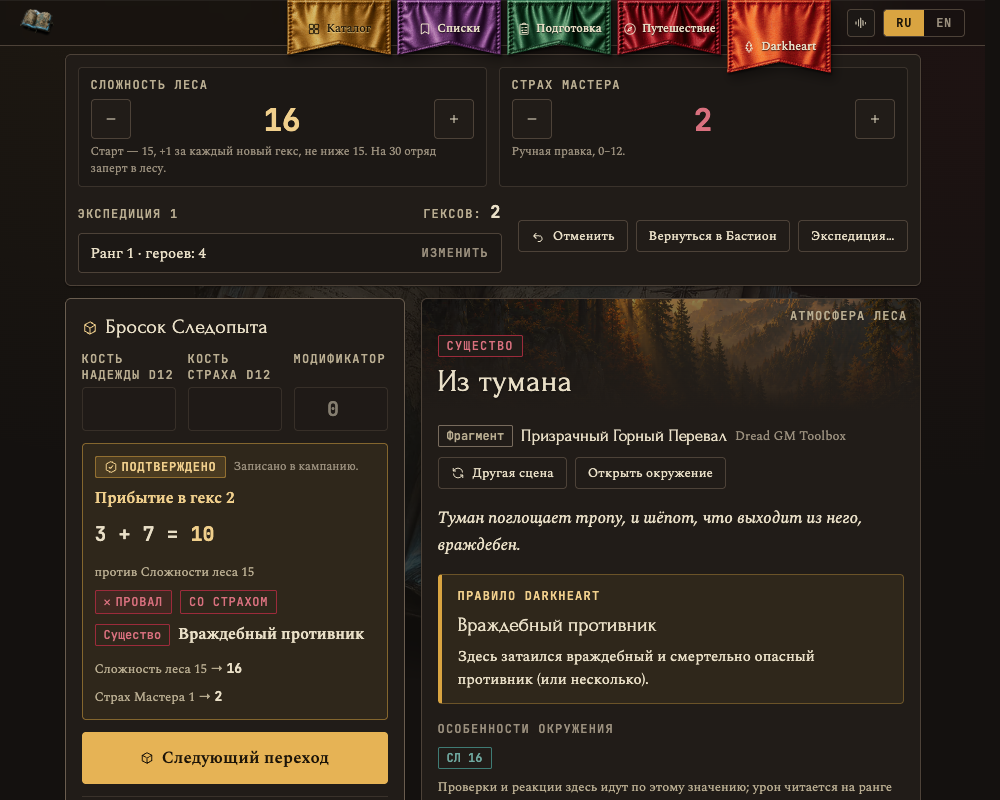 Каталог
Списки
Подготовка
Путешествие
Darkheart
RU
EN
СЛОЖНОСТЬ ЛЕСА
− 16 +
Старт — 15, +1 за каждый новый гекс, не ниже 15. На 30 отряд
заперт в лесу.
СТРАХ МАСТЕРА
− 2 +
Ручная правка, 0–12.
ЭКСПЕДИЦИЯ 1
ГЕКСОВ: 2
Ранг 1 · героев: 4
ИЗМЕНИТЬ
Отменить
Вернуться в Бастион
Экспедиция…
Бросок Следопыта
КОСТЬ
НАДЕЖДЫ D12
КОСТЬ
СТРАХА D12
МОДИФИКАТОР
0
ПОДТВЕРЖДЕНО
Записано в кампанию.
Прибытие в гекс 2
3 + 7 = 10
против Сложности леса 15
× ПРОВАЛ
СО СТРАХОМ
Существо
Враждебный противник
Сложность леса 15 → 16
Страх Мастера 1 → 2
Следующий переход
АТМОСФЕРА ЛЕСА
СУЩЕСТВО
Из тумана
Фрагмент
Призрачный Горный Перевал
Dread GM Toolbox
Другая сцена
Открыть окружение
Туман поглощает тропу, и шёпот, что выходит из него,
враждебен.
ПРАВИЛО DARKHEART
Враждебный противник
Здесь затаился враждебный и смертельно опасный
противник (или несколько).
ОСОБЕННОСТИ ОКРУЖЕНИЯ
СЛ 16
Проверки и реакции здесь идут по этому значению; урон читается на ранге